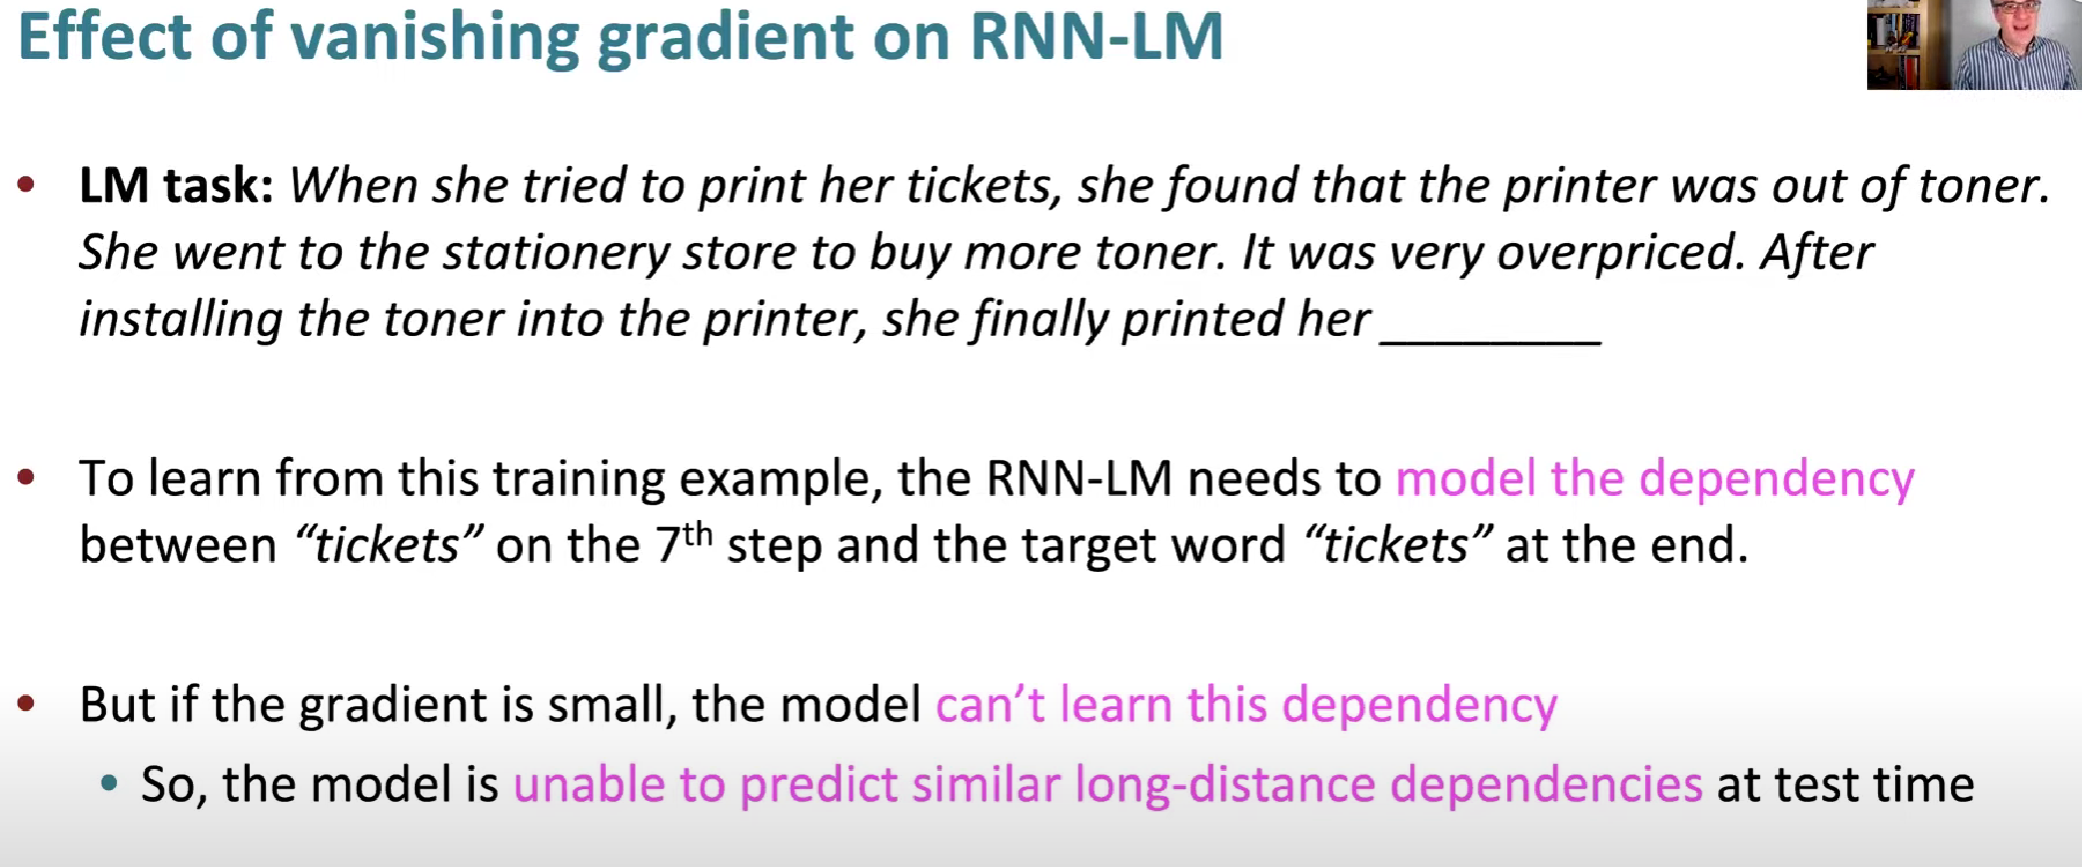 Effect of vanishing gradient on RNN-LM
• LM task: When she tried to print her tickets, she found that the printer was out of toner.
She went to the stationery store to buy more toner. It was very overpriced. After
installing the toner into the printer, she finally printed her ________
• To learn from this training example, the RNN-LM needs to model the dependency
between “tickets” on the 7th step and the target word “tickets” at the end.
• But if the gradient is small, the model can’t learn this dependency
• So, the model is unable to predict similar long-distance dependencies at test time